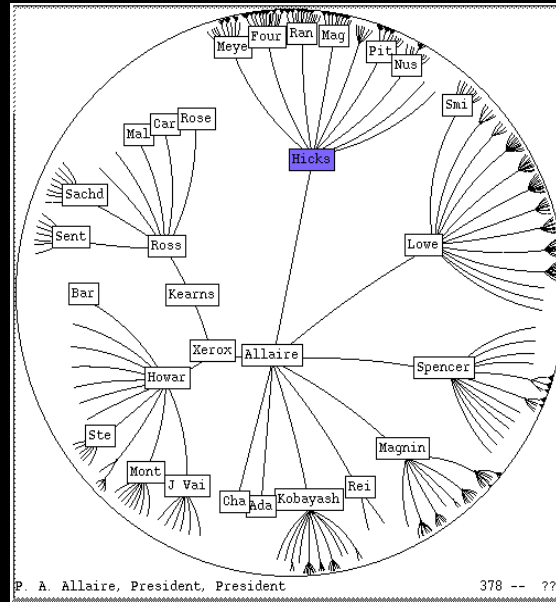 Meye
Four
Ran
Mag
Pit
Nus
Smi
Mal
Car
Rose
Hicks
Sachd
Sent
Ross
Lowe
Bar
Kearns
Xerox
Allaire
Howar
Spencer
Ste
Magnin
Mont
J Vai
Cha
Ada
Kobayash
Rei
P. A. Allaire, President, President
378 -- ??